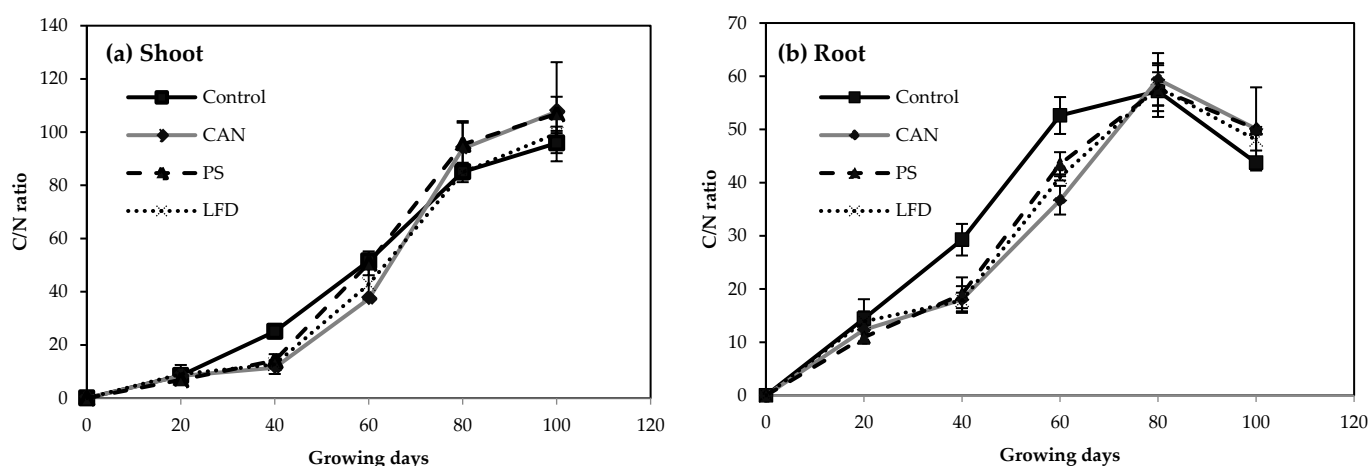 (a) Shoot
Control
CAN
PS
LFD
C/N ratio
140
120
100
80
60
40
20
0
0 20 40 60 80 100 120
Growing days
(b) Root
Control
CAN
PS
LFD
C/N ratio
70
60
50
40
30
20
10
0
0 20 40 60 80 100 120
Growing days